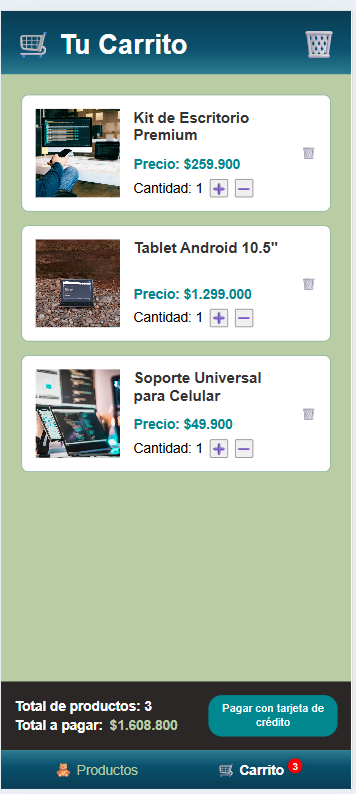 Tu Carrito
Kit de Escritorio
Premium
Precio: $259.900
Cantidad: 1
Tablet Android 10.5"
Precio: $1.299.000
Cantidad: 1
Soporte Universal
para Celular
Precio: $49.900
Cantidad: 1
Total de productos: 3
Total a pagar: $1.608.800
Pagar con tarjeta de
crédito
Productos
Carrito 3